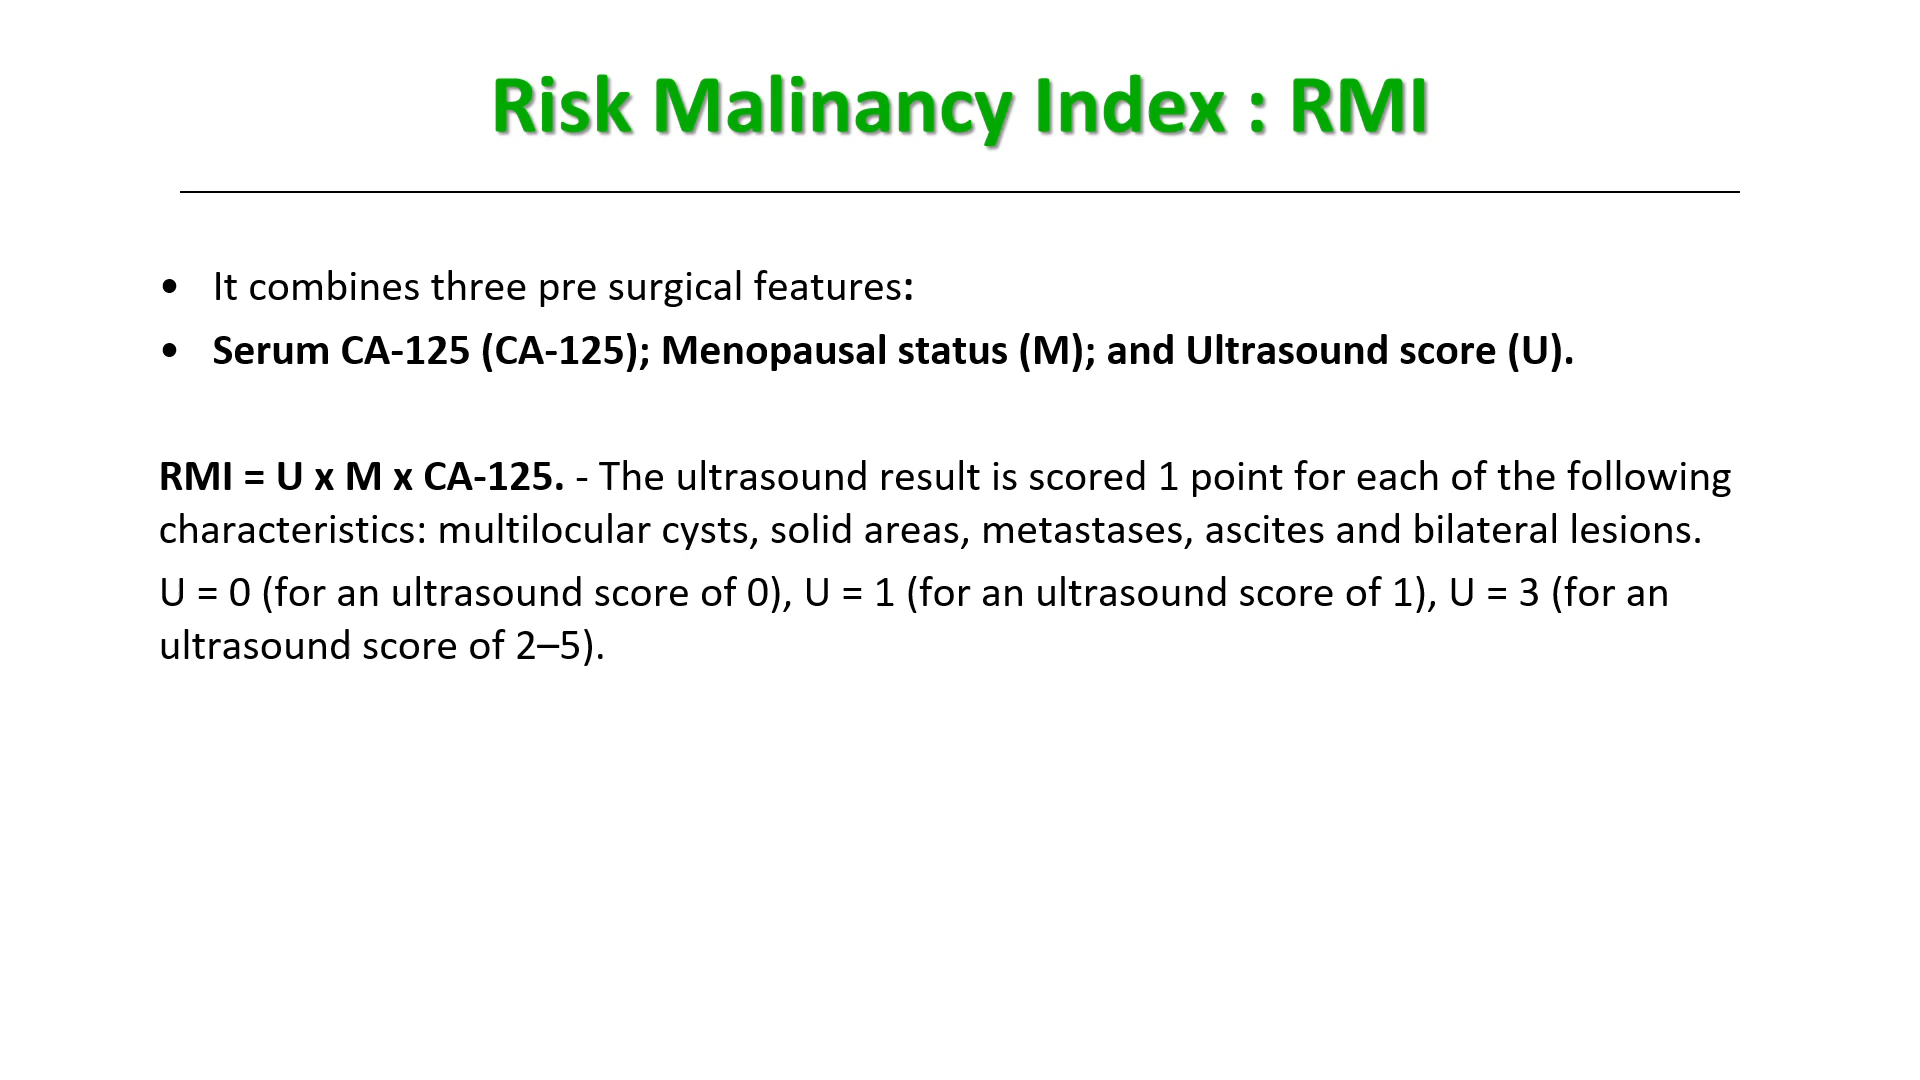 Risk Malinancy Index : RMI
• It combines three pre surgical features:
• Serum CA-125 (CA-125); Menopausal status (M); and Ultrasound score (U).
RMI = U x M x CA-125. - The ultrasound result is scored 1 point for each of the following
characteristics: multilocular cysts, solid areas, metastases, ascites and bilateral lesions.
U = 0 (for an ultrasound score of 0), U = 1 (for an ultrasound score of 1), U = 3 (for an
ultrasound score of 2–5).